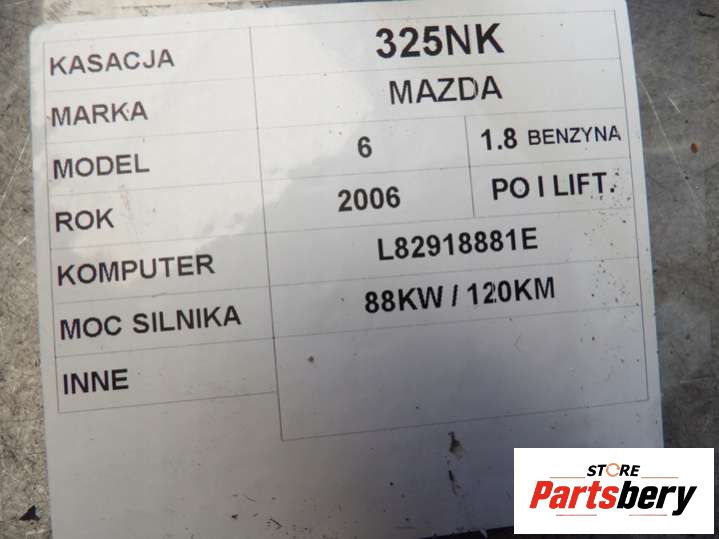 KASACJA 325NK
MARKA MAZDA
MODEL 6 1.8 BENZYNA
ROK 2006 PO I LIFT.
KOMPUTER L82918881E
MOC SILNIKA 88KW / 120KM
INNE
STORE
Partsbery